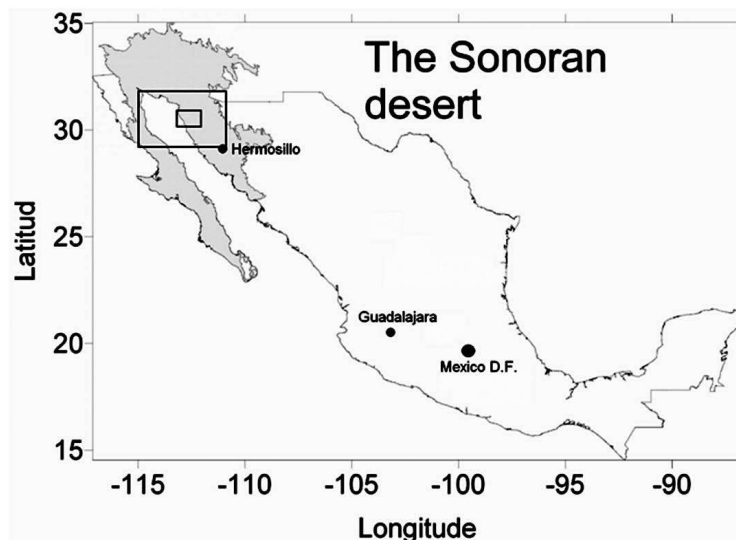 The Sonoran
desert
35
30
25
20
15
Latitud
Hermosillo
Guadalajara
Mexico D.F.
-115
-110
-105
-100
-95
-90
Longitude